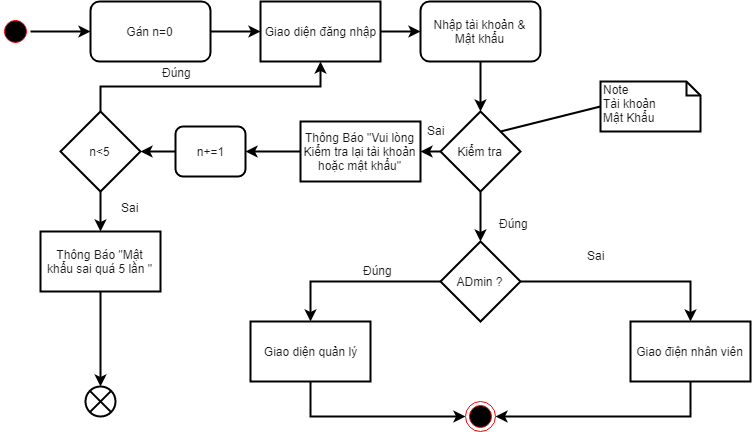 Gán n=0
Giao diện đăng nhập
Nhập tài khoản &
Mật khẩu
Đúng
Note
Tài khoản
Mật Khẩu
n<5
n+=1
Thông Báo "Vui lòng
Kiểm tra lại tài khoản
hoặc mật khẩu"
Sai
Kiểm tra
Sai
Đúng
Thông Báo "Mật
khẩu sai quá 5 lần "
Đúng
ADmin ?
Sai
Giao diện quản lý
Giao điện nhân viên